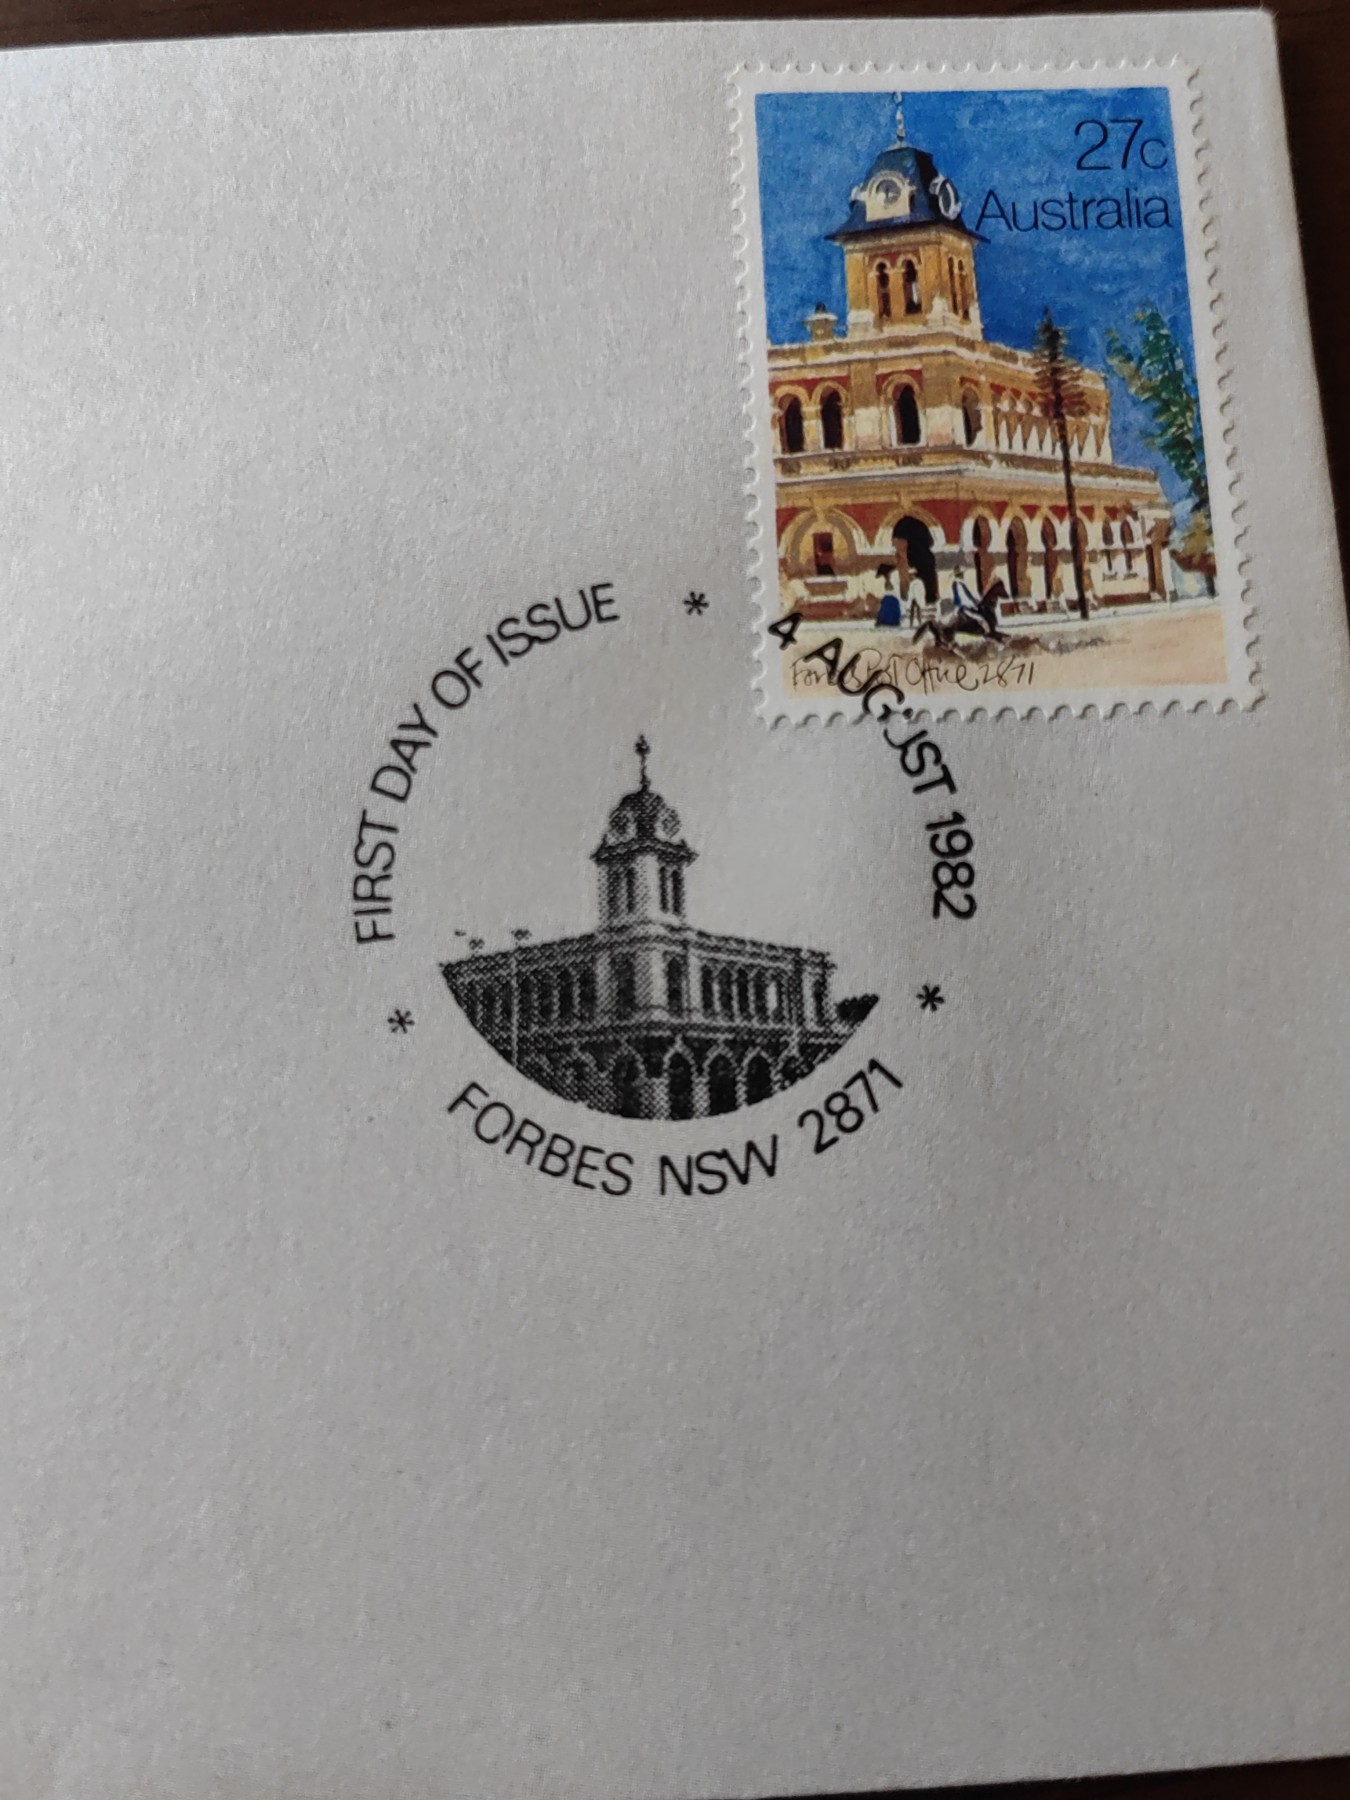 27c
Australia
Forbes Post Office, 2871
FIRST DAY OF ISSUE * 4 AUGUST 1982 *
FORBES NSW 2871 *